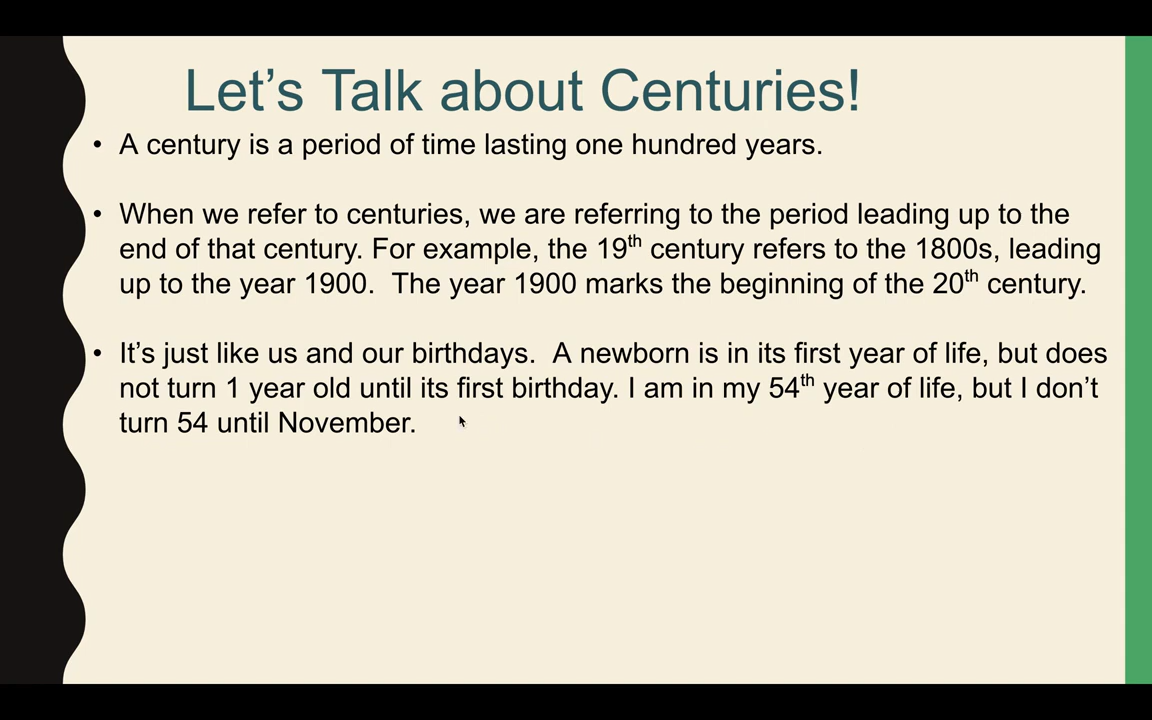 Let’s Talk about Centuries!
• A century is a period of time lasting one hundred years.
• When we refer to centuries, we are referring to the period leading up to the
end of that century. For example, the 19th century refers to the 1800s, leading
up to the year 1900.  The year 1900 marks the beginning of the 20th century.
• It’s just like us and our birthdays.  A newborn is in its first year of life, but does
not turn 1 year old until its first birthday. I am in my 54th year of life, but I don’t
turn 54 until November.